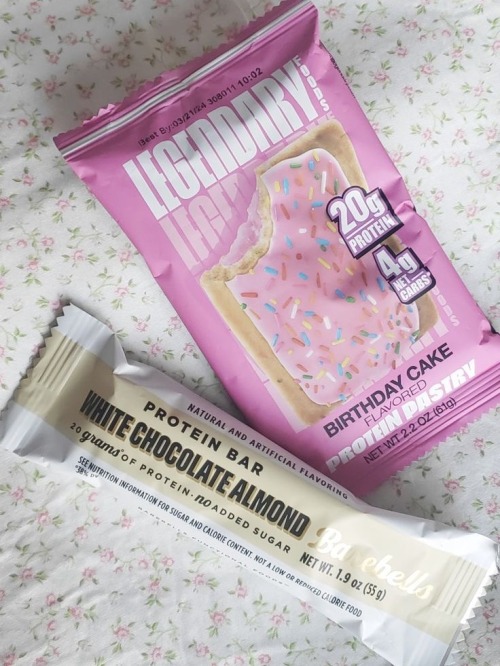 Best By:03/21/24 308011 10:02
LEGENDARY
FOODS
20g
PROTEIN
4g
NET
CARBS*
BIRTHDAY CAKE
FLAVORED
PROTEIN PASTRY
NET WT 2.2 OZ (61g)
NATURAL AND ARTIFICIAL FLAVORING
PROTEIN BAR
WHITE CHOCOLATE ALMOND
20 grams* OF PROTEIN · no ADDED SUGAR
SEE NUTRITION INFORMATION FOR SUGAR AND CALORIE CONTENT. NOT A LOW OR REDUCED CALORIE FOOD
Barebells
NET WT. 1.9 oz (55 g)